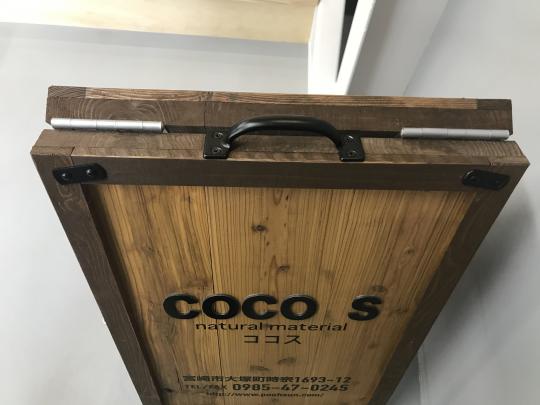 COCO S
natural material
ココス
宮崎市大塚町時宗1693-12
TEL/FAX 0985-47-0245